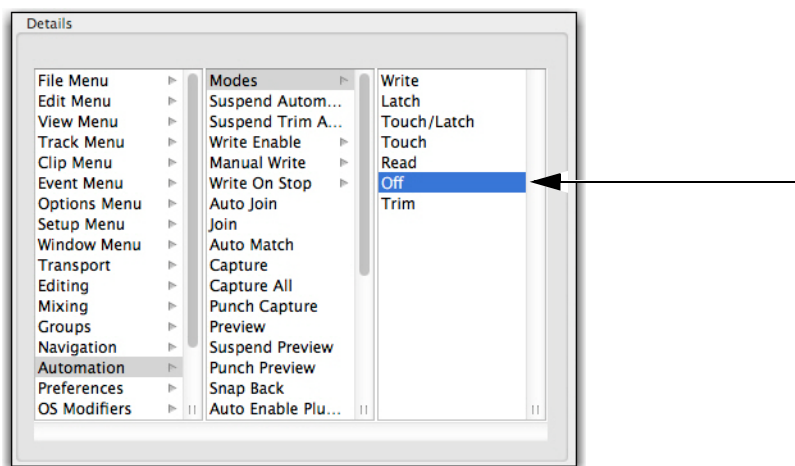 Details
File Menu
Edit Menu
View Menu
Track Menu
Clip Menu
Event Menu
Options Menu
Setup Menu
Window Menu
Transport
Editing
Mixing
Groups
Navigation
Automation
Preferences
OS Modifiers
Modes
Suspend Autom...
Suspend Trim A...
Write Enable
Manual Write
Write On Stop
Auto Join
Join
Auto Match
Capture
Capture All
Punch Capture
Preview
Suspend Preview
Punch Preview
Snap Back
Auto Enable Plu...
Write
Latch
Touch/Latch
Touch
Read
Off
Trim